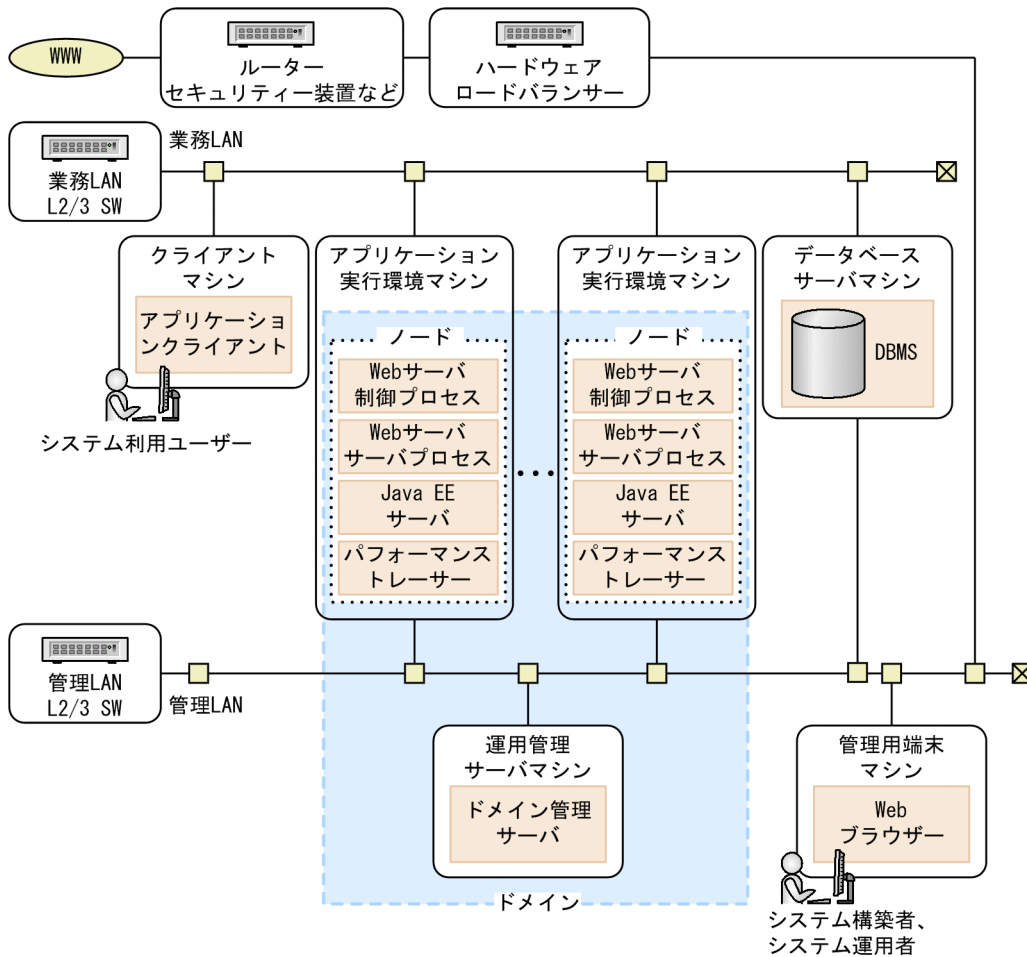 WWW
ルーター
セキュリティー装置など
ハードウェア
ロードバランサー
業務LAN
業務LAN
L2/3 SW
クライアント
マシン
アプリケーショ
ンクライアント
システム利用ユーザー
アプリケーション
実行環境マシン
ノード
Webサーバ
制御プロセス
Webサーバ
サーバプロセス
Java EE
サーバ
パフォーマンス
トレーサー
...
アプリケーション
実行環境マシン
ノード
Webサーバ
制御プロセス
Webサーバ
サーバプロセス
Java EE
サーバ
パフォーマンス
トレーサー
データベース
サーバマシン
DBMS
管理LAN
L2/3 SW
管理LAN
運用管理
サーバマシン
ドメイン管理
サーバ
ドメイン
管理用端末
マシン
Web
ブラウザー
システム構築者、
システム運用者